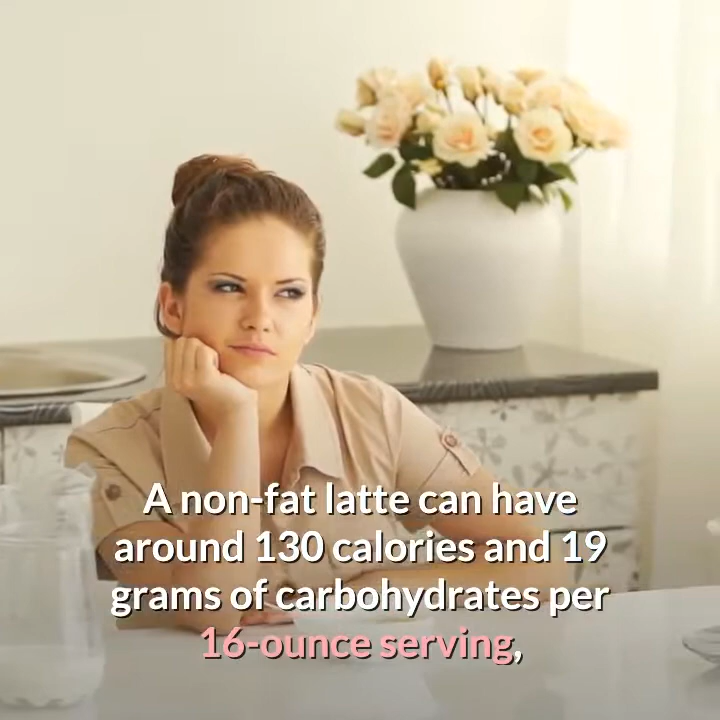 A non-fat latte can have
around 130 calories and 19
grams of carbohydrates per
16-ounce serving,